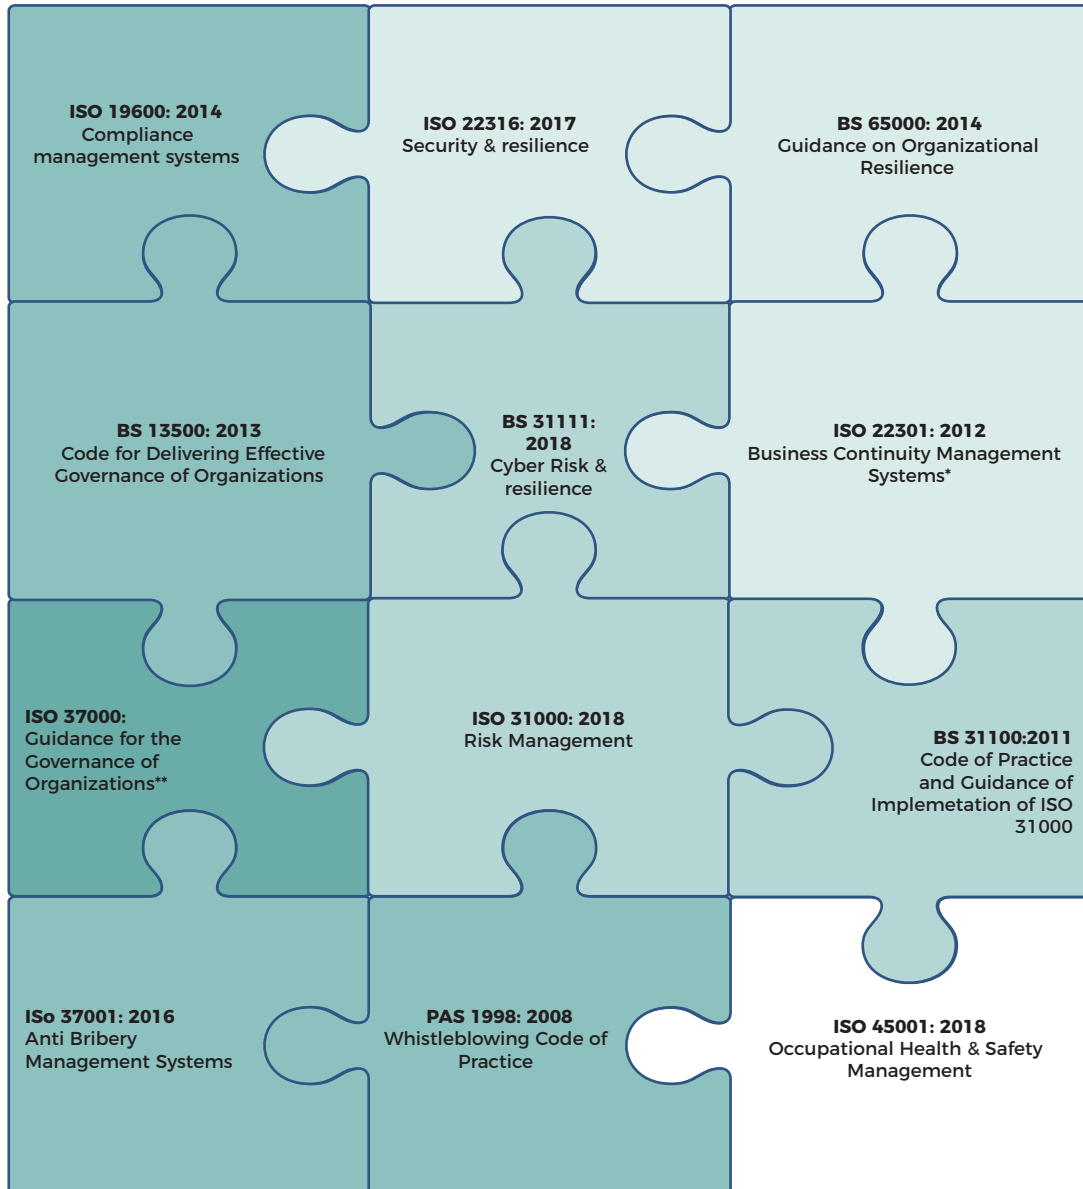 ISO 19600: 2014
Compliance
management systems
ISO 22316: 2017
Security & resilience
BS 65000: 2014
Guidance on Organizational
Resilience
BS 13500: 2013
Code for Delivering Effective
Governance of Organizations
BS 31111:
2018
Cyber Risk &
resilience
ISO 22301: 2012
Business Continuity Management
Systems*
ISO 37000:
Guidance for the
Governance of
Organizations**
ISO 31000: 2018
Risk Management
BS 31100:2011
Code of Practice
and Guidance of
Implemetation of ISO
31000
ISo 37001: 2016
Anti Bribery
Management Systems
PAS 1998: 2008
Whistleblowing Code of
Practice
ISO 45001: 2018
Occupational Health & Safety
Management